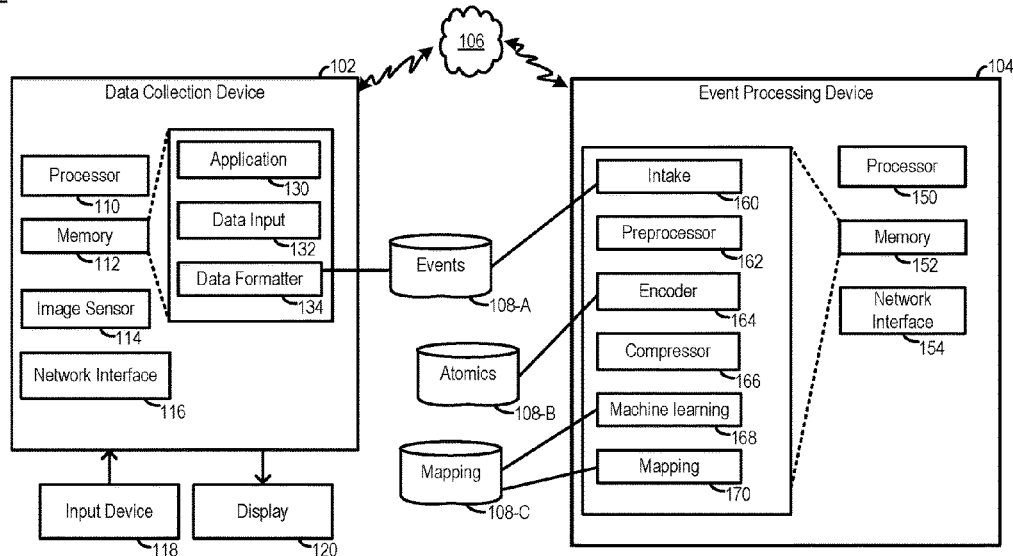 106
102
Data Collection Device
Processor
110
Memory
112
Image Sensor
114
Network Interface
116
Application
130
Data Input
132
Data Formatter
134
Input Device
118
Display
120
Events
108-A
Atomics
108-B
Mapping
108-C
104
Event Processing Device
Intake
160
Preprocessor
162
Encoder
164
Compressor
166
Machine learning
168
Mapping
170
Processor
150
Memory
152
Network
Interface
154